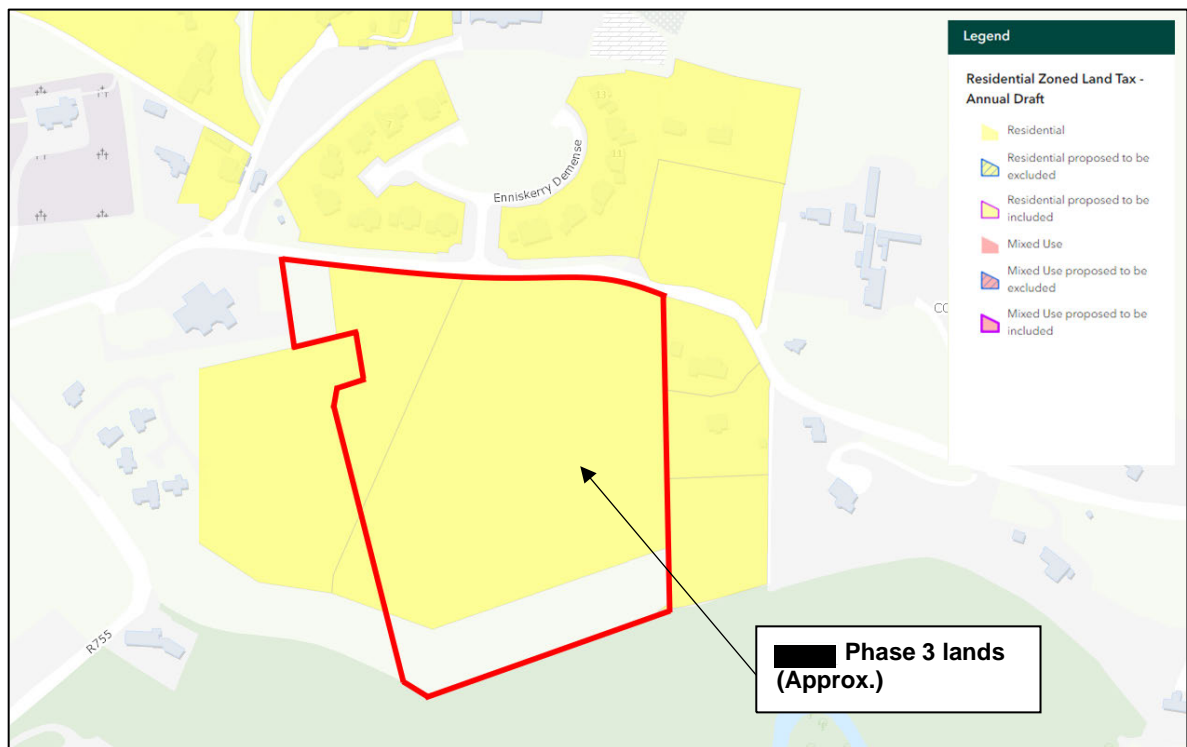 Legend
Residential Zoned Land Tax -
Annual Draft
Residential
Residential proposed to be
excluded
Residential proposed to be
included
Mixed Use
Mixed Use proposed to be
excluded
Mixed Use proposed to be
included
Enniskerry Demense
11
R755
Phase 3 lands
(Approx.)